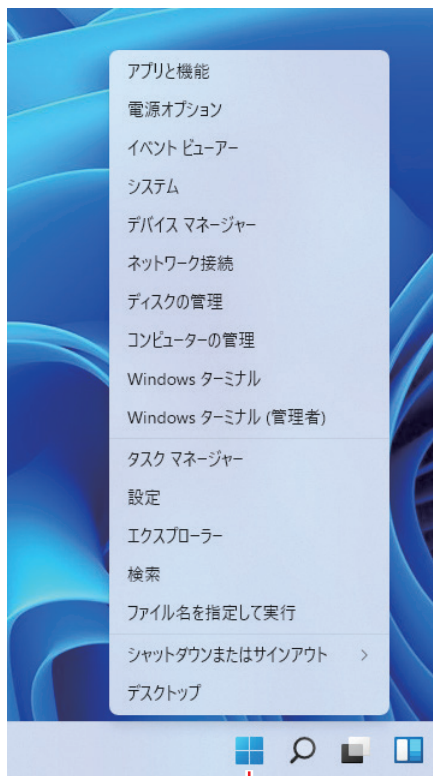 アプリと機能
電源オプション
イベント ビューアー
システム
デバイス マネージャー
ネットワーク接続
ディスクの管理
コンピューターの管理
Windows ターミナル
Windows ターミナル (管理者)
タスク マネージャー
設定
エクスプローラー
検索
ファイル名を指定して実行
シャットダウンまたはサインアウト
デスクトップ